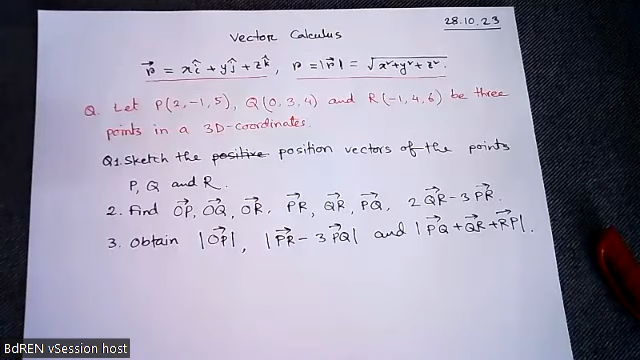 28.10.23
Vector Calculus
r⃗ = xî + yĵ + zk̂ , r = |r⃗| = √x²+y²+z² .
Q. Let P(2,-1,5), Q(0,3,4) and R(-1,4,6) be three
points in a 3D-coordinates.
Q1. Sketch the positive position vectors of the points
P, Q and R.
2. Find OP⃗, OQ⃗, OR⃗, PR⃗, QR⃗, PQ⃗, 2QR⃗ - 3PR⃗.
3. Obtain |OP⃗|, |PR⃗ - 3PQ⃗| and |PQ⃗ + QR⃗ + RP⃗|.
BdREN vSession host